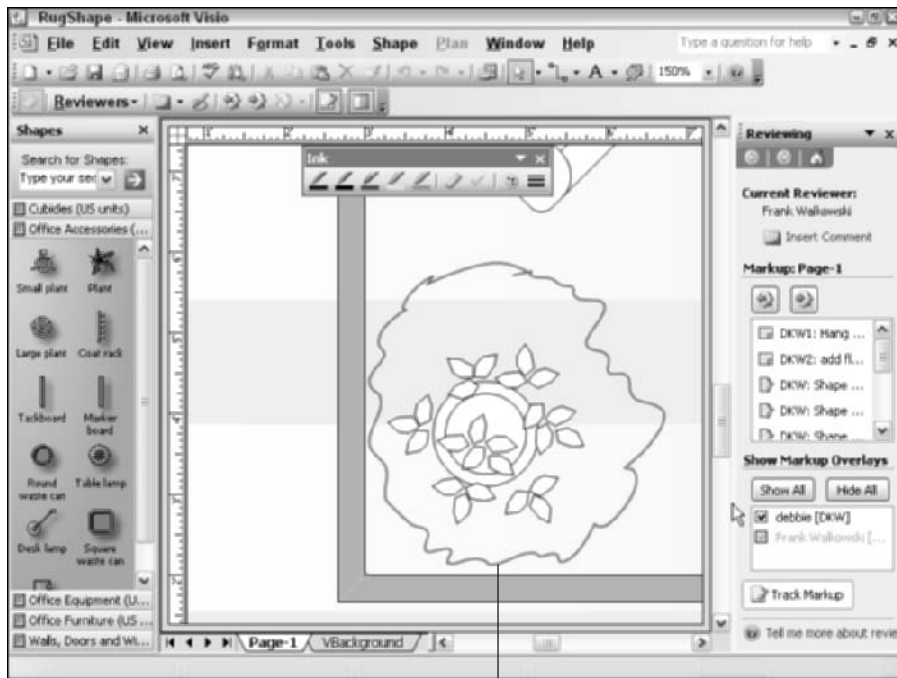 RugShape - Microsoft Visio
File Edit View Insert Format Tools Shape Plan Window Help Type a question for help
150%
Reviewers
Shapes
Search for Shapes:
Type your sea
Cubicles (US units)
Office Accessories (...
Small plant Plant
Large plant Coat rack
Tackboard Marker board
Round waste can Table lamp
Desk lamp Square waste can
Office Equipment (U...
Office Furniture (US ...
Walls, Doors and Wi...
Ink
Page-1 VBackground
Reviewing
Current Reviewer:
Frank Walkowski
Insert Comment
Markup: Page-1
DKW1: Hang ...
DKW2: add fl...
DKW: Shape ...
DKW: Shape ...
DKW: Shape ...
Show Markup Overlays
Show All Hide All
debbie [DKW]
Frank Walkowski [...
Track Markup
Tell me more about revie